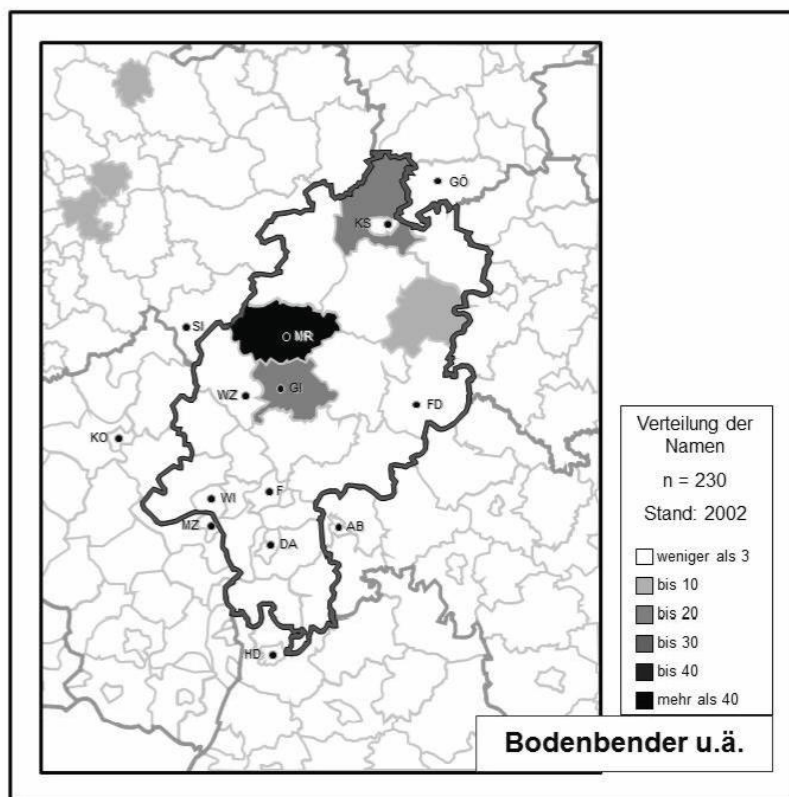 GÖ
KS
SI
MR
WZ
GI
FD
KO
WI
F
MZ
AB
DA
HD
Verteilung der
Namen
n = 230
Stand: 2002
weniger als 3
bis 10
bis 20
bis 30
bis 40
mehr als 40
Bodenbender u.ä.